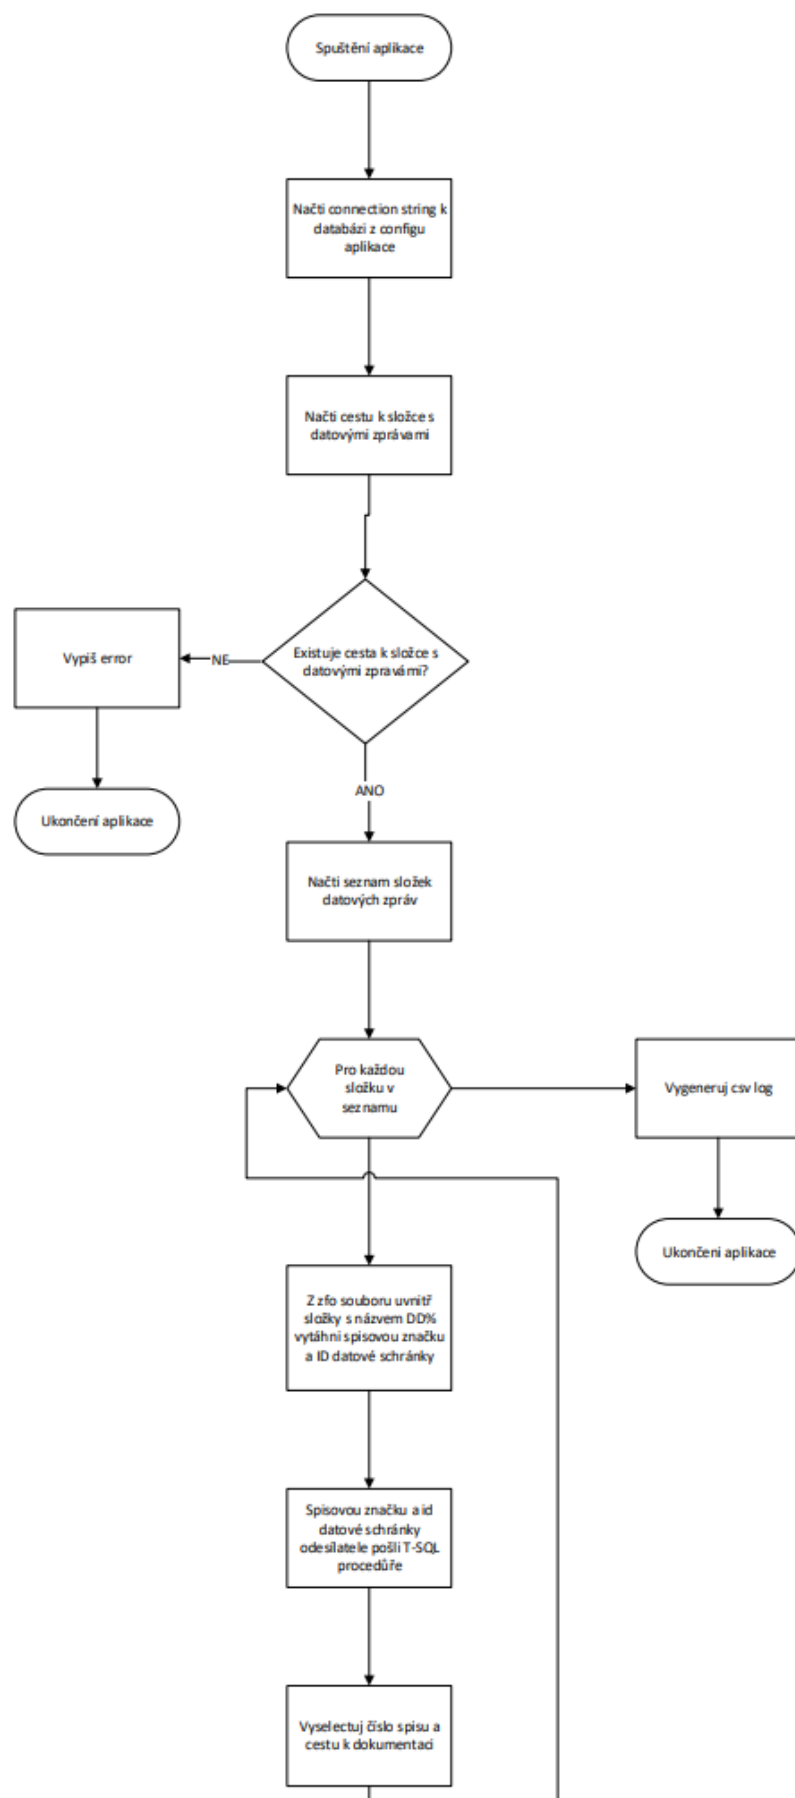 Spuštění aplikace
Načti connection string k
databázi z configu
aplikace
Načti cestu k složce s
datovými zprávami
Existuje cesta k složce s
datovými zpravámi?
NE
Vypiš error
Ukončení aplikace
ANO
Načti seznam složek
datových zpráv
Pro každou
složku v
seznamu
Vygeneruj csv log
Ukončení aplikace
Z zfo souboru uvnitř
složky s názvem DD%
vytáhni spisovou značku
a ID datové schránky
Spisovou značku a id
datové schránky
odesílatele pošli T-SQL
procedůře
Vyselectuj číslo spisu a
cestu k dokumentaci